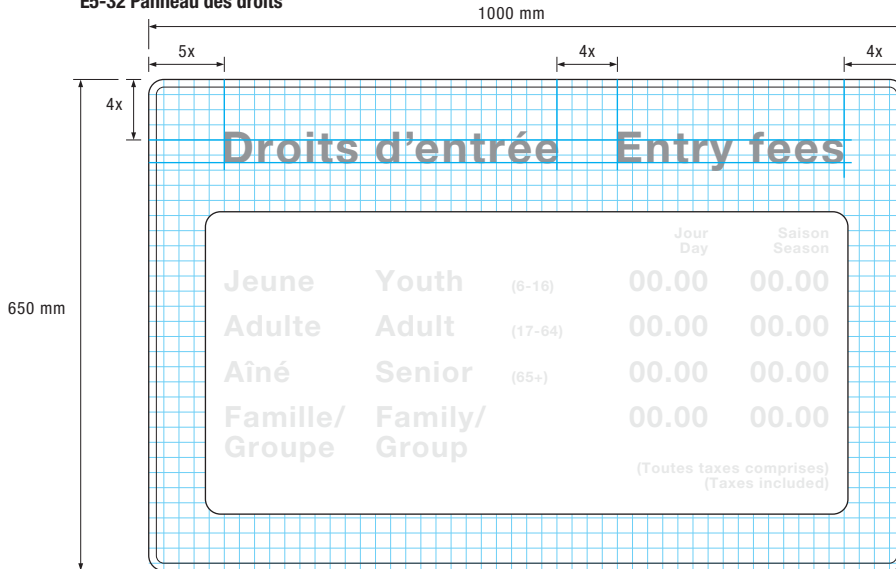 E5-32 Panneau des droits
1000 mm
5x
4x
4x
4x
Droits d’entrée Entry fees
Jour Saison
Day Season
Jeune Youth (6-16) 00.00 00.00
650 mm
Adulte Adult (17-64) 00.00 00.00
Aîné Senior (65+) 00.00 00.00
Famille/ Family/ 00.00 00.00
Groupe Group
(Toutes taxes comprises)
(Taxes included)